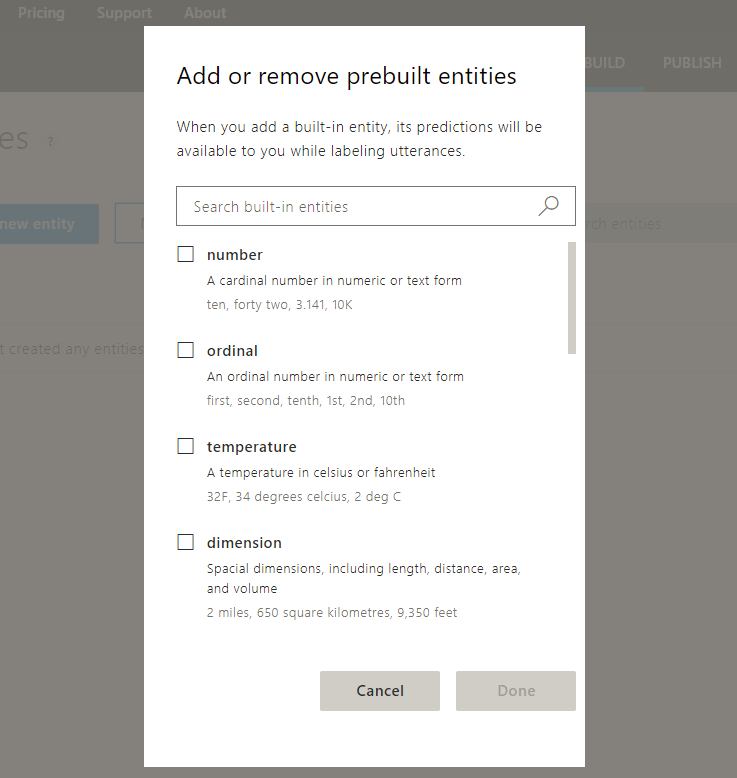 Pricing Support About
BUILD PUBLISH
es ?
new entity
rch entities
t created any entities
Add or remove prebuilt entities
When you add a built-in entity, its predictions will be
available to you while labeling utterances.
Search built-in entities
number
A cardinal number in numeric or text form
ten, forty two, 3.141, 10K
ordinal
An ordinal number in numeric or text form
first, second, tenth, 1st, 2nd, 10th
temperature
A temperature in celsius or fahrenheit
32F, 34 degrees celcius, 2 deg C
dimension
Spacial dimensions, including length, distance, area,
and volume
2 miles, 650 square kilometres, 9,350 feet
Cancel Done